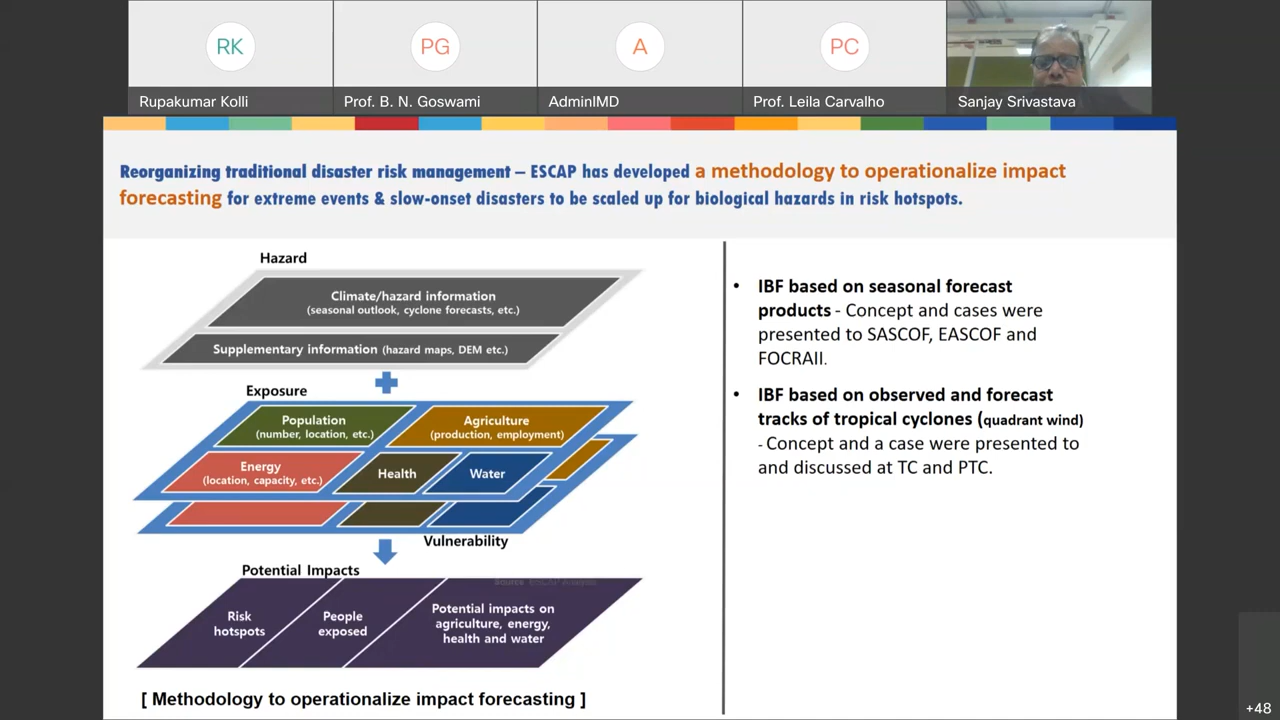 RK
PG
A
PC
Rupakumar Kolli
Prof. B. N. Goswami
AdminIMD
Prof. Leila Carvalho
Sanjay Srivastava
Reorganizing traditional disaster risk management – ESCAP has developed a methodology to operationalize impact
forecasting for extreme events & slow-onset disasters to be scaled up for biological hazards in risk hotspots.
Hazard
Climate/hazard information
(seasonal outlook, cyclone forecasts, etc.)
Supplementary information (hazard maps, DEM etc.)
Exposure
Population
(number, location, etc.)
Agriculture
(production, employment)
Energy
(location, capacity, etc.)
Health
Water
Vulnerability
Potential Impacts
Source ESCAP Analysis
Risk
hotspots
People
exposed
Potential impacts on
agriculture, energy,
health and water
[ Methodology to operationalize impact forecasting ]
• IBF based on seasonal forecast
products - Concept and cases were
presented to SASCOF, EASCOF and
FOCRAII.
• IBF based on observed and forecast
tracks of tropical cyclones (quadrant wind)
- Concept and a case were presented to
and discussed at TC and PTC.
+48